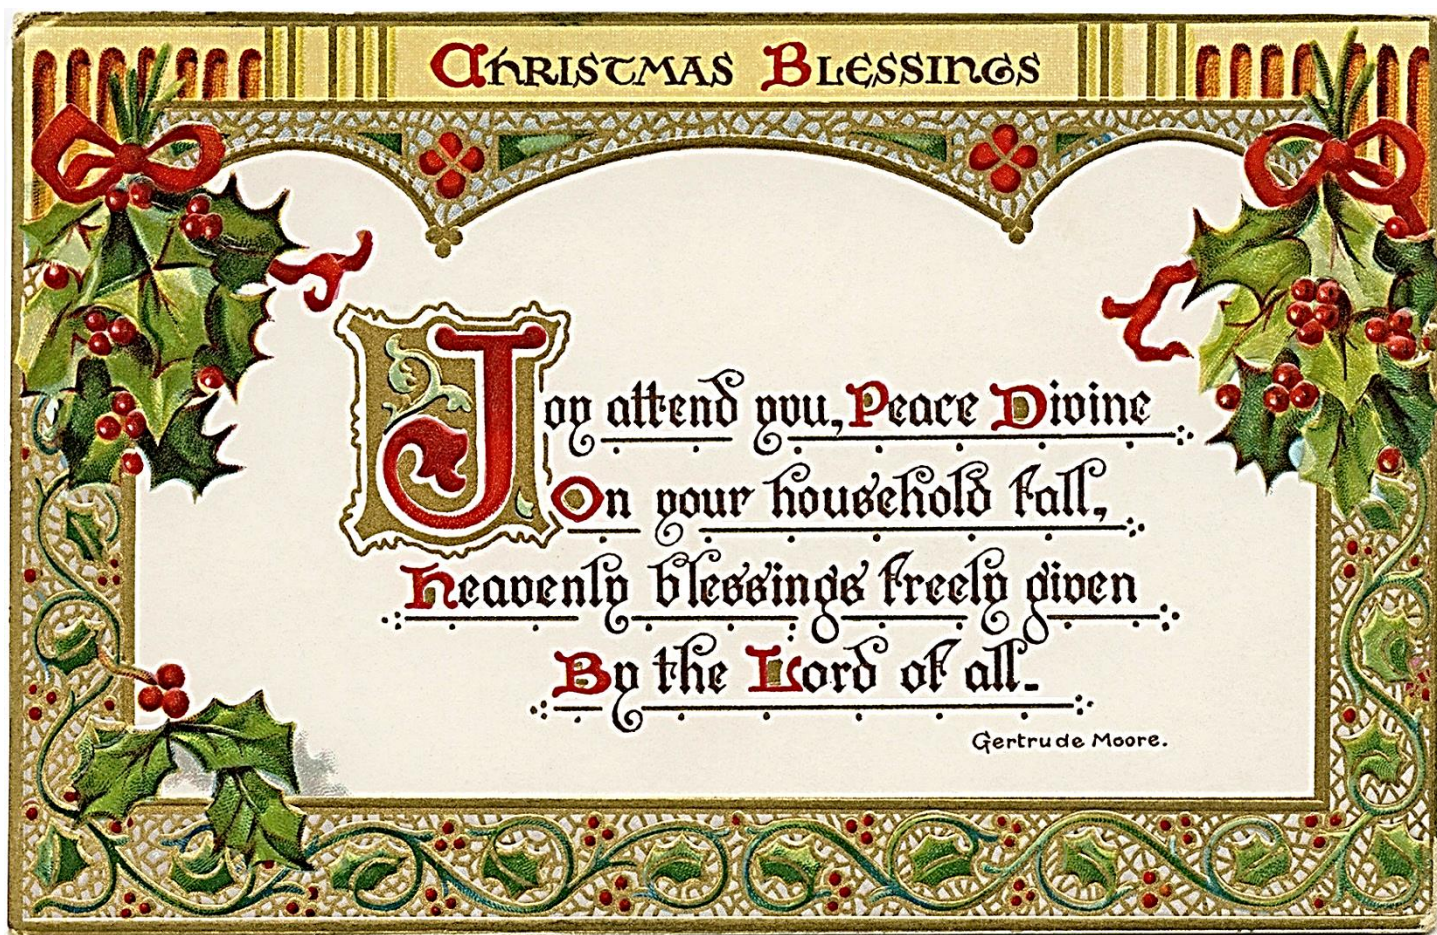 Christmas Blessings
Joy attend you, Peace Divine
On your household fall,
Heavenly blessings freely given
By the Lord of all.
Gertrude Moore.